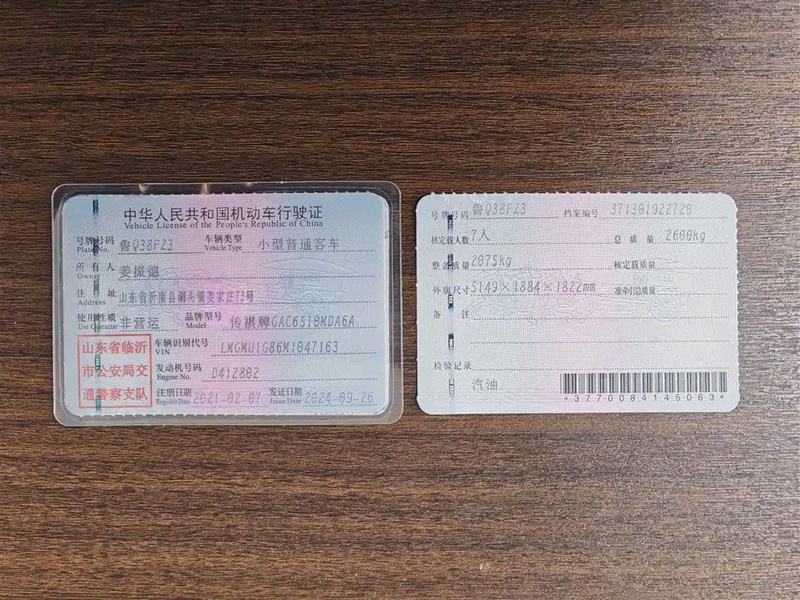 中华人民共和国机动车行驶证
Vehicle License of the People's Republic of China
号牌号码 鲁Q38FZ3 车辆类型 小型普通客车
Plate No. Vehicle Type
所有人 姜振德
Owner
住址 山东省沂南县湖头镇姜家庄73号
Address
使用性质 非营运 品牌型号 传祺牌GAC6510MDA6A
Use Character Model
山东省临沂
市公安局交
通警察支队
车辆识别代号 LMGMU1G86M1047163
VIN
发动机号码 D412802
Engine No.
注册日期 2021-02-07 发证日期 2024-09-26
Register Date Issue Date
号牌号码 鲁Q38FZ3 档案编号 371301922720
核定载人数 7人 总质量 2600kg
整备质量 2075kg 核定载质量
外廓尺寸 5149×1884×1822 准牵引总质量
备注
检验记录
汽油
*3770084145063*